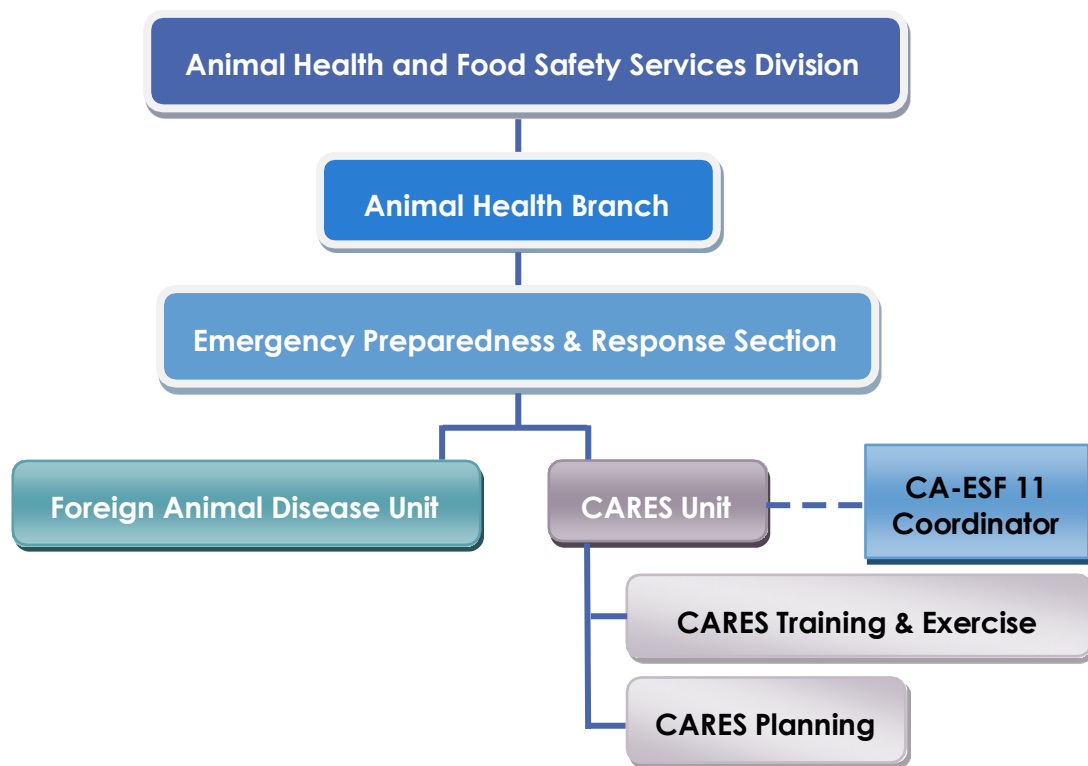 Animal Health and Food Safety Services Division
Animal Health Branch
Emergency Preparedness & Response Section
Foreign Animal Disease Unit
CARES Unit
CA-ESF 11
Coordinator
CARES Training & Exercise
CARES Planning